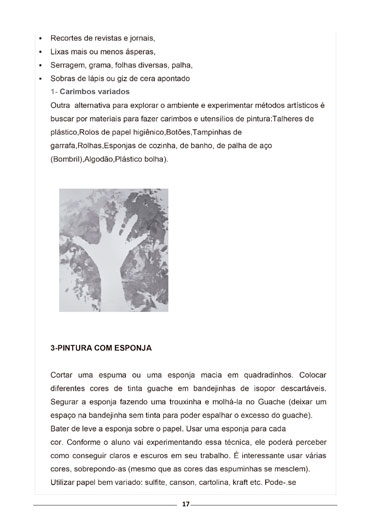 • Recortes de revistas e jornais,
• Lixas mais ou menos ásperas,
• Serragem, grama, folhas diversas, palha,
• Sobras de lápis ou giz de cera apontado
1- Carimbos variados
Outra alternativa para explorar o ambiente e experimentar métodos artísticos é
buscar por materiais para fazer carimbos e utensílios de pintura:Talheres de
plástico,Rolos de papel higiênico,Botões,Tampinhas de
garrafa,Rolhas,Esponjas de cozinha, de banho, de palha de aço
(Bombril),Algodão,Plástico bolha).
3-PINTURA COM ESPONJA
Cortar uma espuma ou uma esponja macia em quadradinhos. Colocar
diferentes cores de tinta guache em bandejinhas de isopor descartáveis.
Segurar a esponja fazendo uma trouxinha e molhá-la no Guache (deixar um
espaço na bandejinha sem tinta para poder espalhar o excesso do guache).
Bater de leve a esponja sobre o papel. Usar uma esponja para cada
cor. Conforme o aluno vai experimentando essa técnica, ele poderá perceber
como conseguir claros e escuros em seu trabalho. É interessante usar várias
cores, sobrepondo-as (mesmo que as cores das espuminhas se mesclem).
Utilizar papel bem variado: sulfite, canson, cartolina, kraft etc. Pode-.se
17